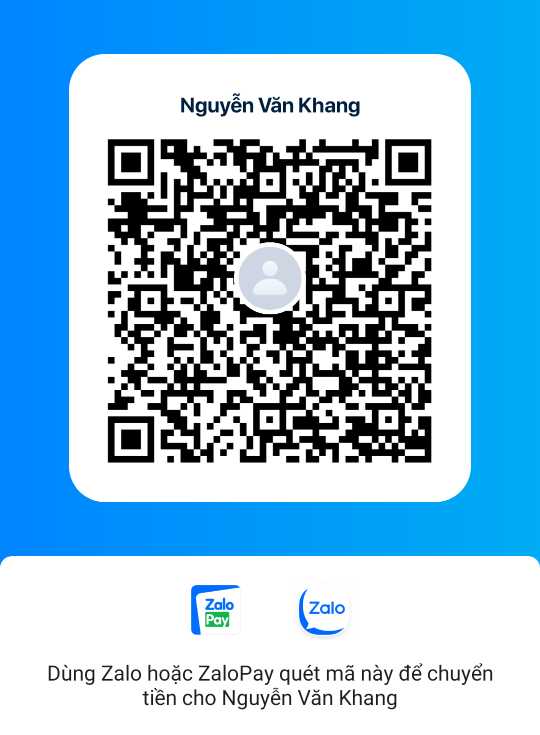 Nguyễn Văn Khang
Zalo
Pay
Zalo
Dùng Zalo hoặc ZaloPay quét mã này để chuyển
tiền cho Nguyễn Văn Khang